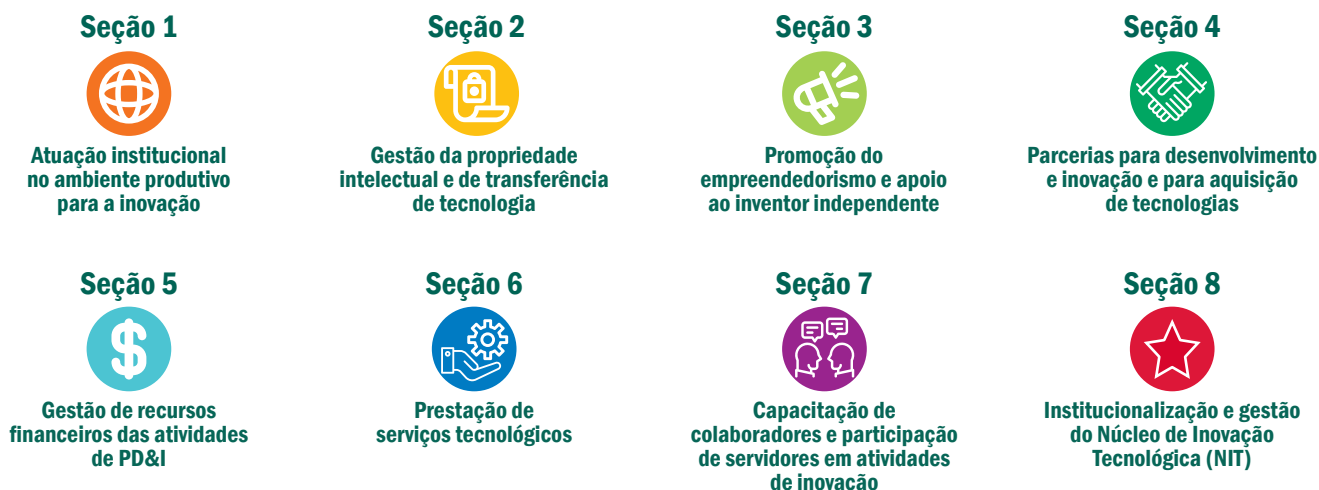 Seção 1
Atuação institucional
no ambiente produtivo
para a inovação
Seção 2
Gestão da propriedade
intelectual e de transferência
de tecnologia
Seção 3
Promoção do
empreendedorismo e apoio
ao inventor independente
Seção 4
Parcerias para desenvolvimento
e inovação e para aquisição
de tecnologias
Seção 5
$
Gestão de recursos
financeiros das atividades
de PD&I
Seção 6
Prestação de
serviços tecnológicos
Seção 7
Capacitação de
colaboradores e participação
de servidores em atividades
de inovação
Seção 8
Institucionalização e gestão
do Núcleo de Inovação
Tecnológica (NIT)